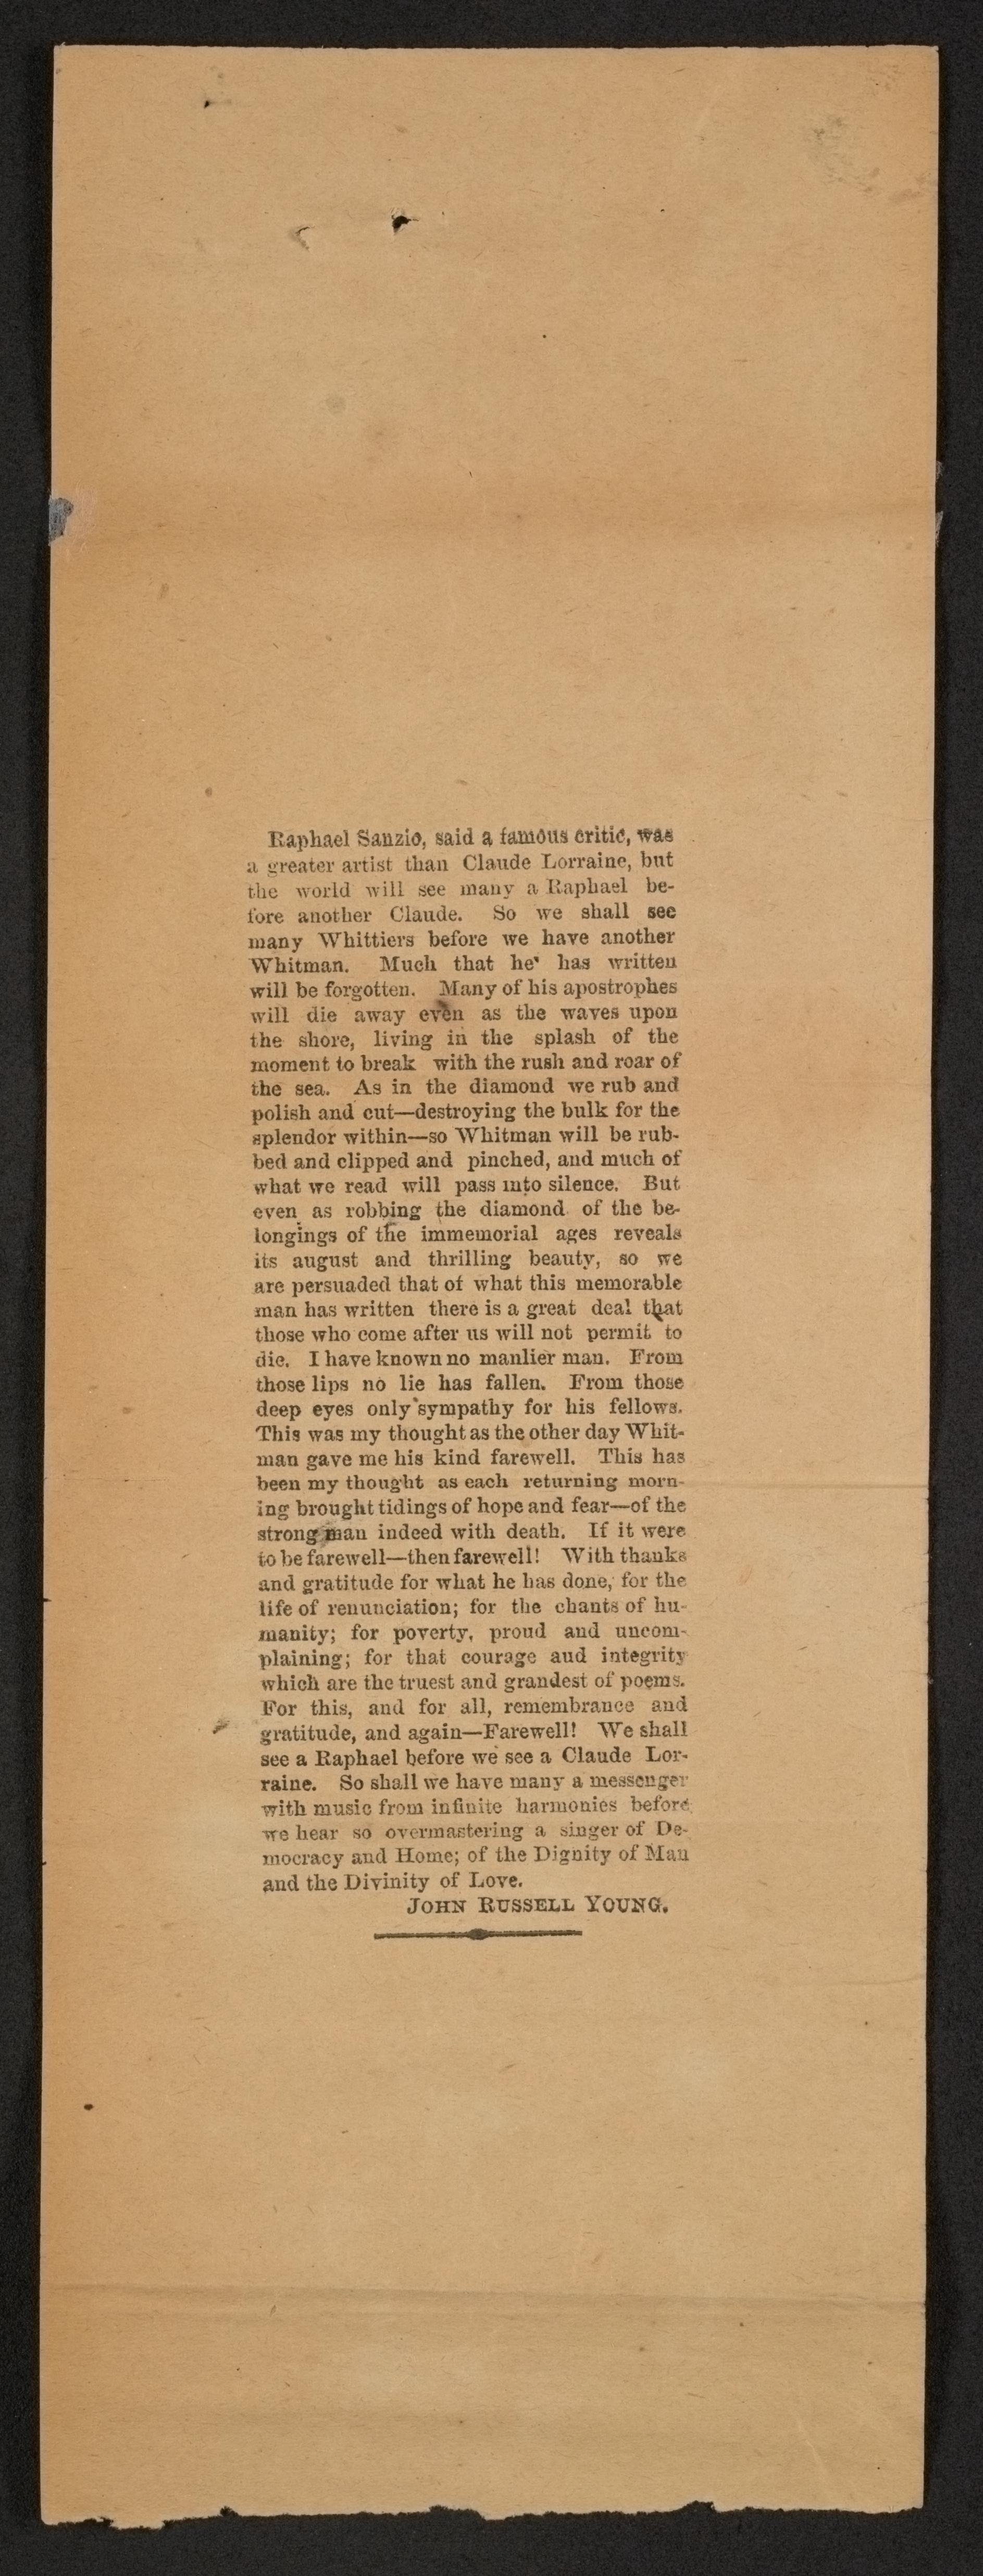 Raphael Sanzio, said a famous critic, was
a greater artist than Claude Lorraine, but
the world will see many a Raphael be-
fore another Claude. So we shall see
many Whittiers before we have another
Whitman. Much that he' has written
will be forgotten. Many of his apostrophes
will die away even as the waves upon
the shore, living in the splash of the
moment to break with the rush and roar of
the sea. As in the diamond we rub and
polish and cut—destroying the bulk for the
splendor within—so Whitman will be rub-
bed and clipped and pinched, and much of
what we read will pass into silence. But
even as robbing the diamond of the be-
longings of the immemorial ages reveals
its august and thrilling beauty, so we
are persuaded that of what this memorable
man has written there is a great deal that
those who come after us will not permit to
die. I have known no manlier man. From
those lips no lie has fallen. From those
deep eyes only sympathy for his fellows.
This was my thought as the other day Whit-
man gave me his kind farewell. This has
been my thought as each returning morn-
ing brought tidings of hope and fear—of the
strong man indeed with death. If it were
to be farewell—then farewell! With thanks
and gratitude for what he has done, for the
life of renunciation; for the chants of hu-
manity; for poverty, proud and uncom-
plaining; for that courage aud integrity
which are the truest and grandest of poems.
For this, and for all, remembrance and
gratitude, and again—Farewell! We shall
see a Raphael before we see a Claude Lor-
raine. So shall we have many a messenger
with music from infinite harmonies before
we hear so overmastering a singer of De-
mocracy and Home; of the Dignity of Man
and the Divinity of Love.
JOHN RUSSELL YOUNG.